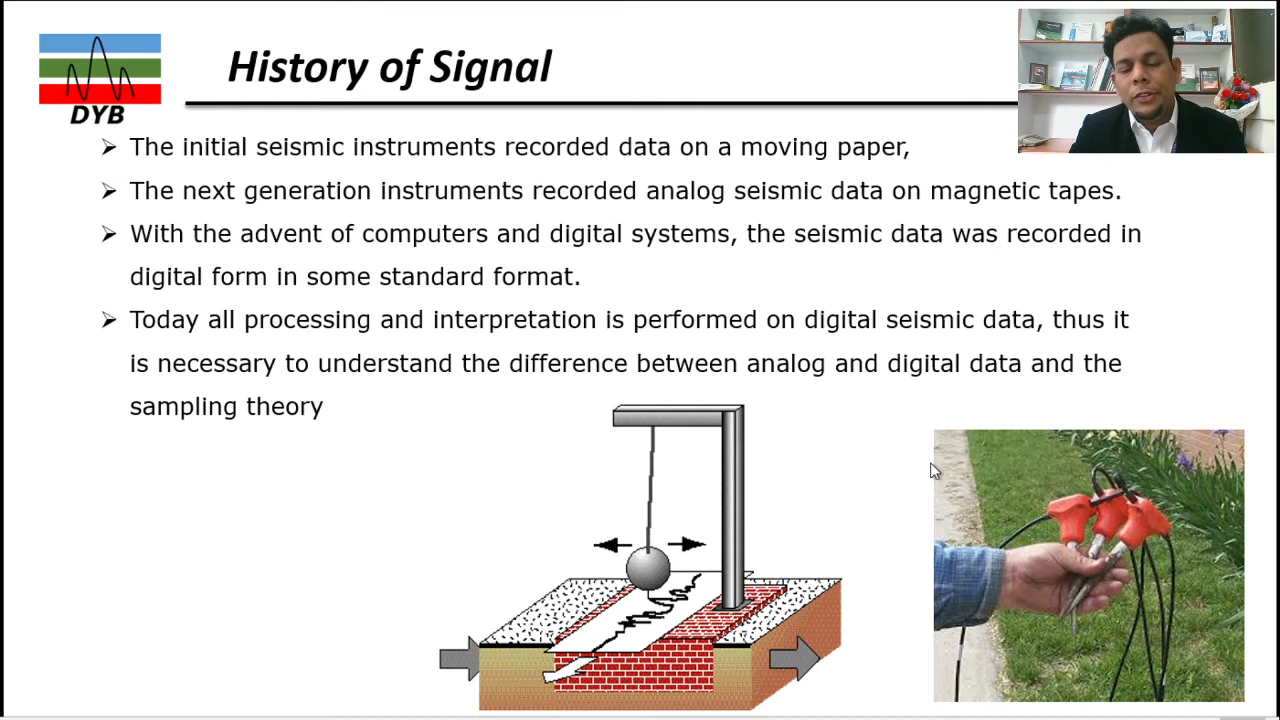 History of Signal
DYB
➢ The initial seismic instruments recorded data on a moving paper,
➢ The next generation instruments recorded analog seismic data on magnetic tapes.
➢ With the advent of computers and digital systems, the seismic data was recorded in
digital form in some standard format.
➢ Today all processing and interpretation is performed on digital seismic data, thus it
is necessary to understand the difference between analog and digital data and the
sampling theory